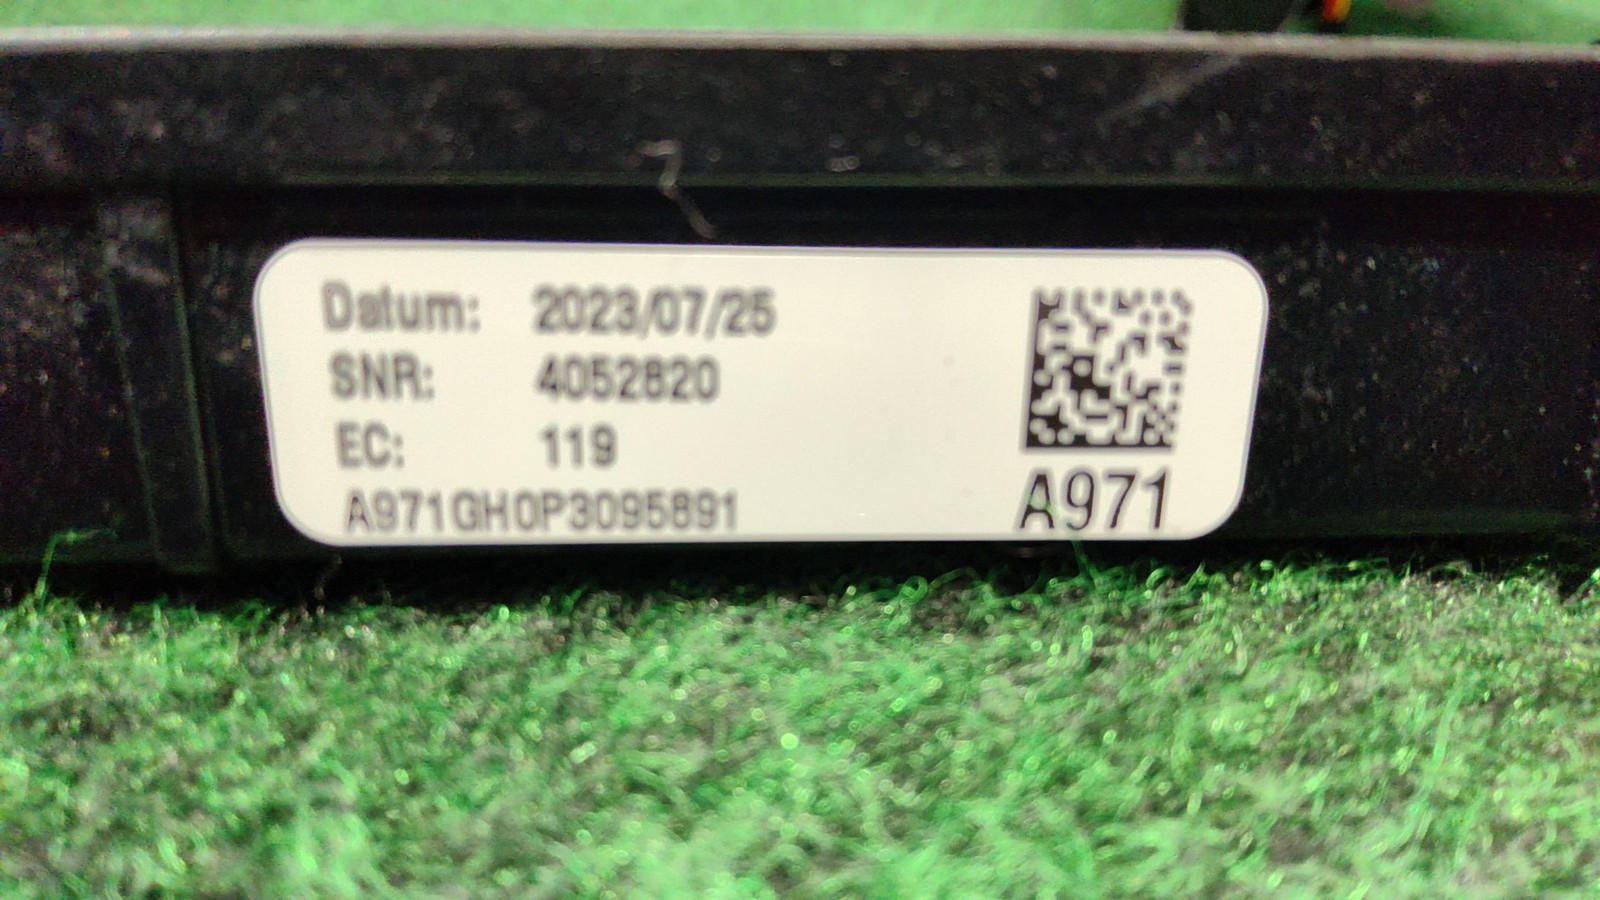 Datum: 2023/07/25
SNR: 4052820
EC: 119
A971GH0P3095891
A971